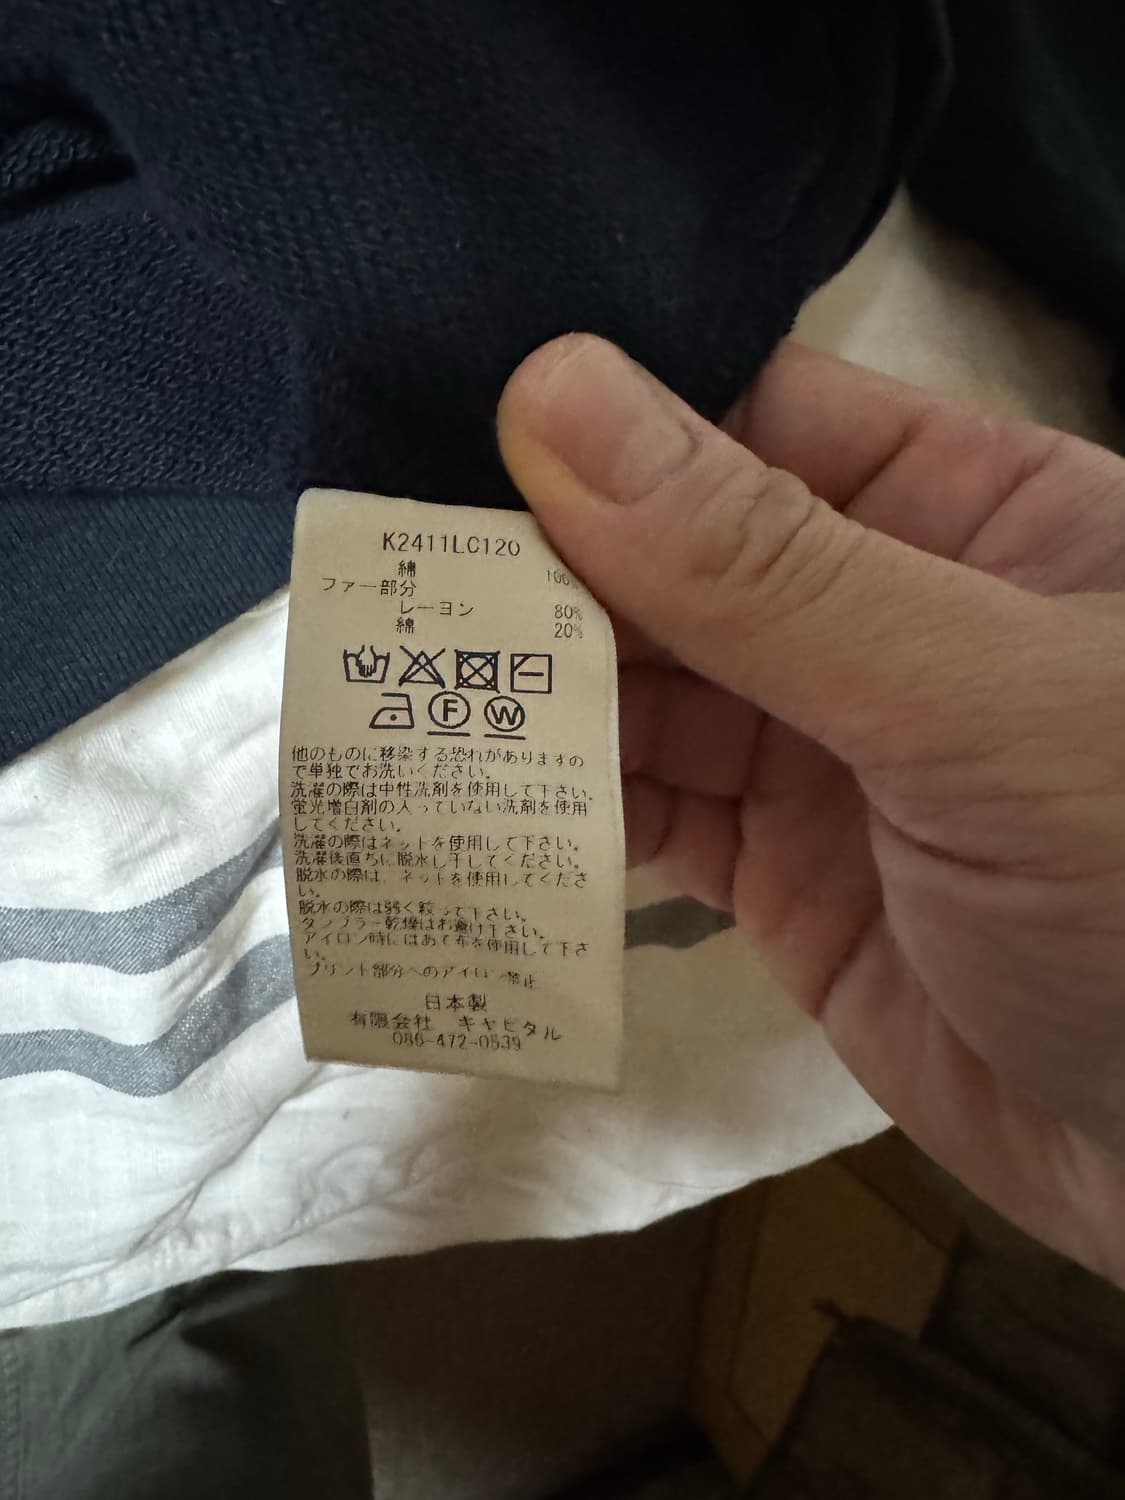 K2411LC120
綿 100%
ファー部分
レーヨン 80%
綿 20%
F W
他のものに移染する恐れがありますの
で単独でお洗いください。
洗濯の際は中性洗剤を使用して下さい。
蛍光増白剤の入っていない洗剤を使用
してください。
洗濯の際はネットを使用して下さい。
洗濯後直ちに脱水し干してください。
脱水の際は、ネットを使用してくださ
い。
脱水の際は弱く絞って下さい。
タンブラー乾燥はお避け下さい。
アイロン時にはあて布を使用して下さ
い。
プリント部分へのアイロン禁止
日本製
有限会社 キャピタル
086-472-0539